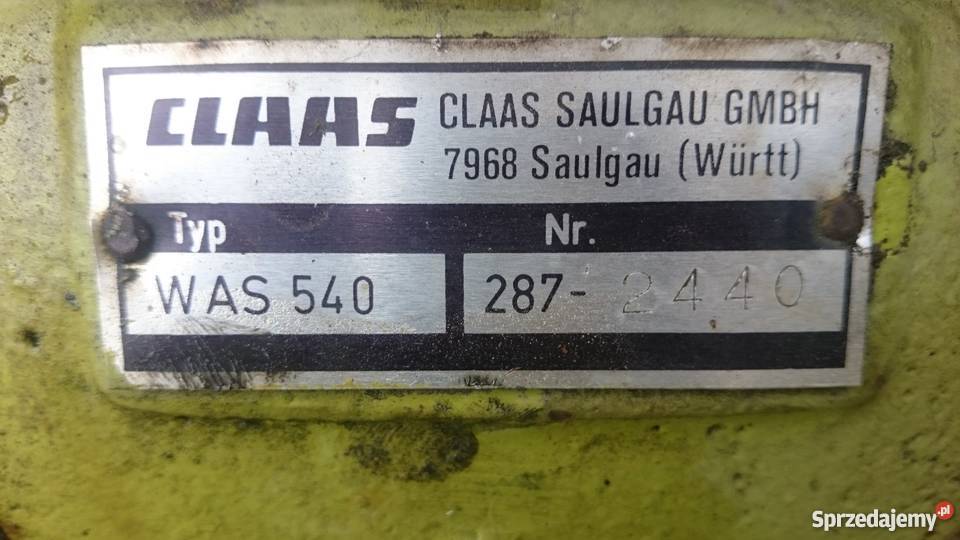 CLAAS CLAAS SAULGAU GMBH
7968 Saulgau (Württ)
Typ Nr.
WAS 540 287- 2440
Sprzedajemy.pl